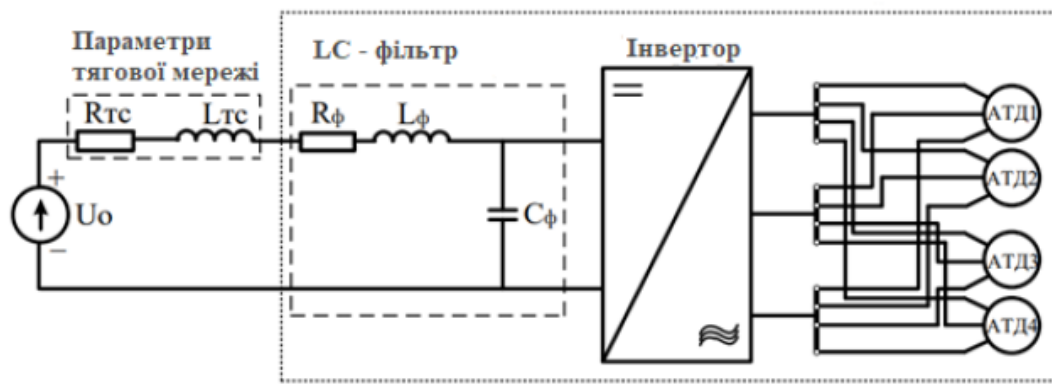 Параметри
тягової мережі
LC - фільтр
Інвертор
Rтс
Lтс
Rф
Lф
Cф
+
Uo
−
АТД1
АТД2
АТД3
АТД4